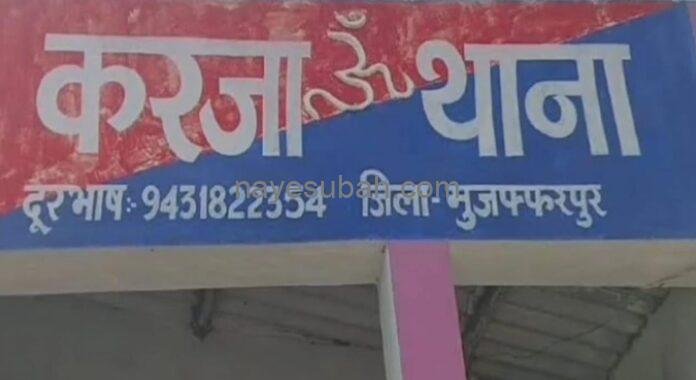 करजा ॐ थाना
दूरभाष:- 9431822354 जिला-मुजफ्फरपुर
nayesubah.com